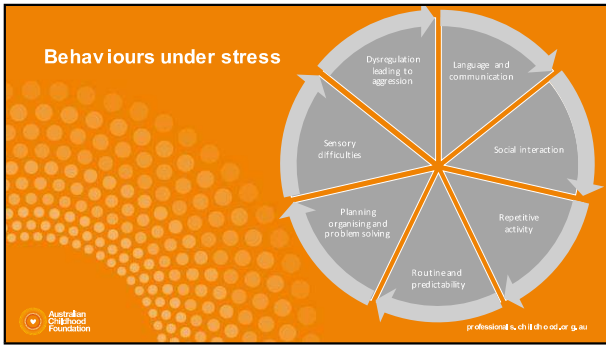 Behaviours under stress
Dysregulation
leading to
aggression
Language and
communication
Sensory
difficulties
Social interaction
Planning
organising and
problem solving
Repetitive
activity
Routine and
predictability
Australian
Childhood
Foundation
professionals.childhood.org.au